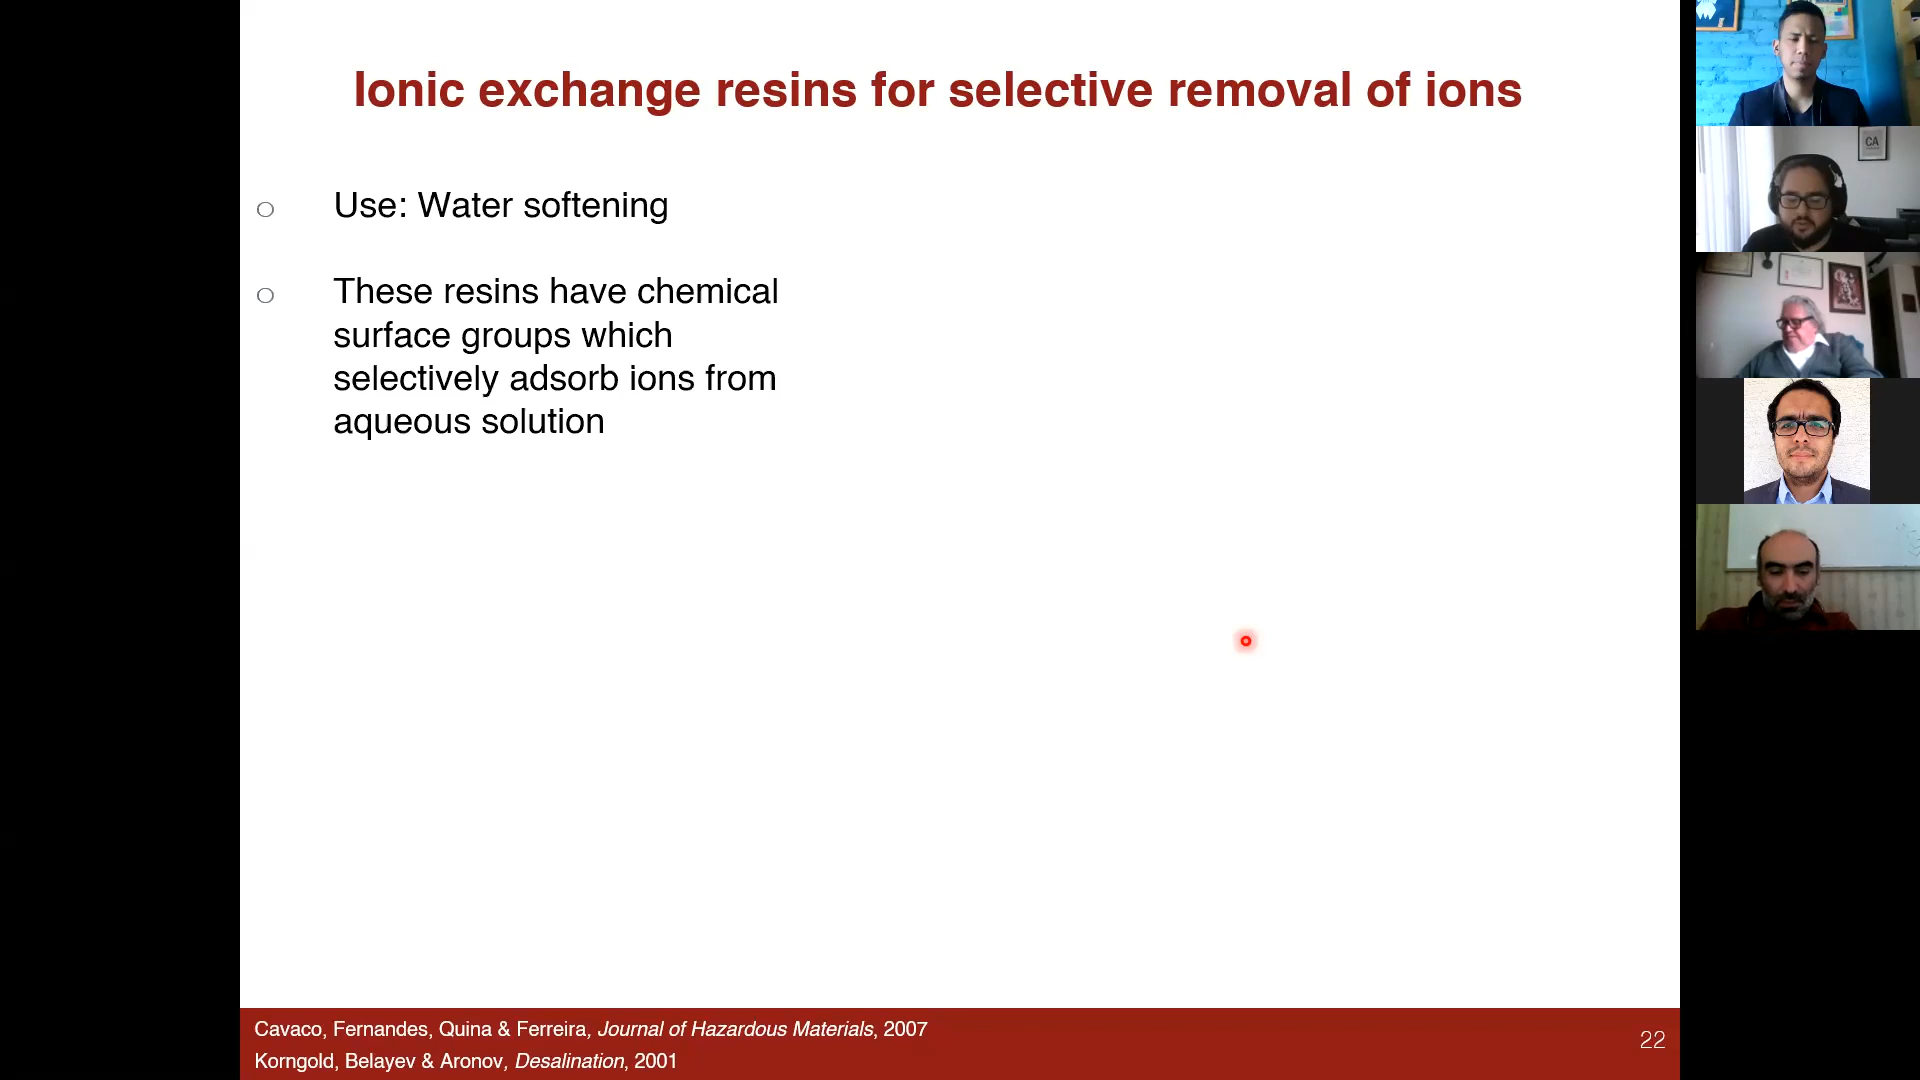 Ionic exchange resins for selective removal of ions
Use: Water softening
These resins have chemical
surface groups which
selectively adsorb ions from
aqueous solution
Cavaco, Fernandes, Quina & Ferreira, Journal of Hazardous Materials, 2007
Korngold, Belayev & Aronov, Desalination, 2001
22
CA